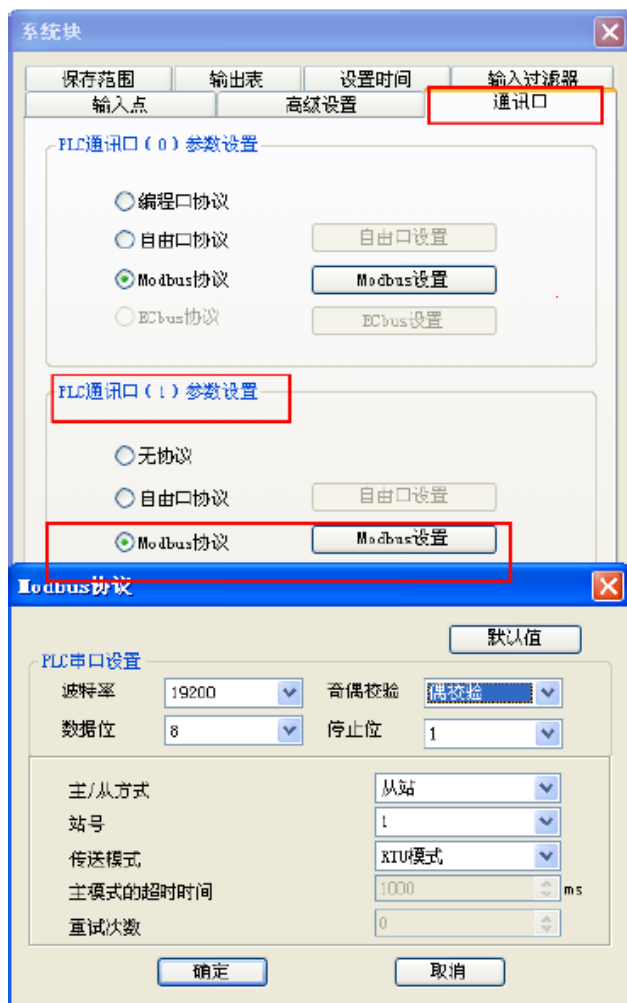 系统块
保存范围 输出表 设置时间 输入过滤器
输入点 高级设置 通讯口
PLC通讯口(0)参数设置
编程口协议
自由口协议 自由口设置
Modbus协议 Modbus设置
ECbus协议 ECbus设置
PLC通讯口(1)参数设置
无协议
自由口协议 自由口设置
Modbus协议 Modbus设置
Modbus协议
默认值
PLC串口设置
波特率 19200 奇偶校验 偶校验
数据位 8 停止位 1
主/从方式 从站
站号 1
传送模式 RTU模式
主模式的超时时间 1000 ms
重试次数 0
确定 取消